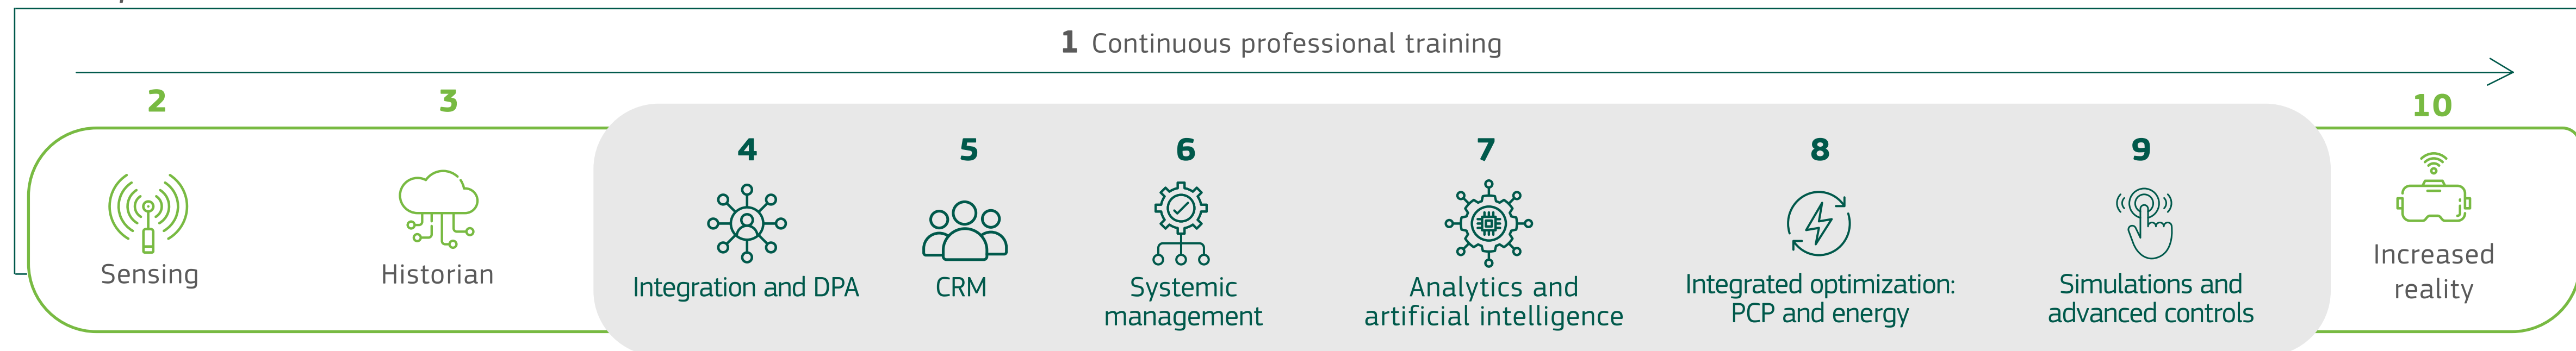 1 Continuous professional training
2
3
4
5
6
7
8
9
10
Sensing
Historian
Integration and DPA
CRM
Systemic
management
Analytics and
artificial intelligence
Integrated optimization:
PCP and energy
Simulations and
advanced controls
Increased
reality